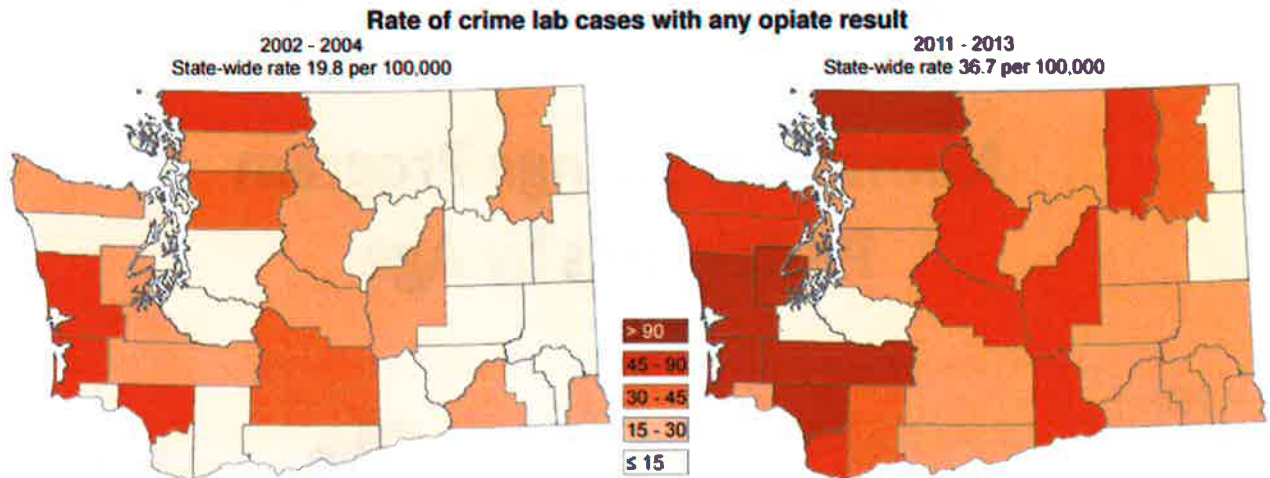 Rate of crime lab cases with any opiate result
2002 - 2004
State-wide rate 19.8 per 100,000
2011 - 2013
State-wide rate 36.7 per 100,000
> 90
45 - 90
30 - 45
15 - 30
≤ 15